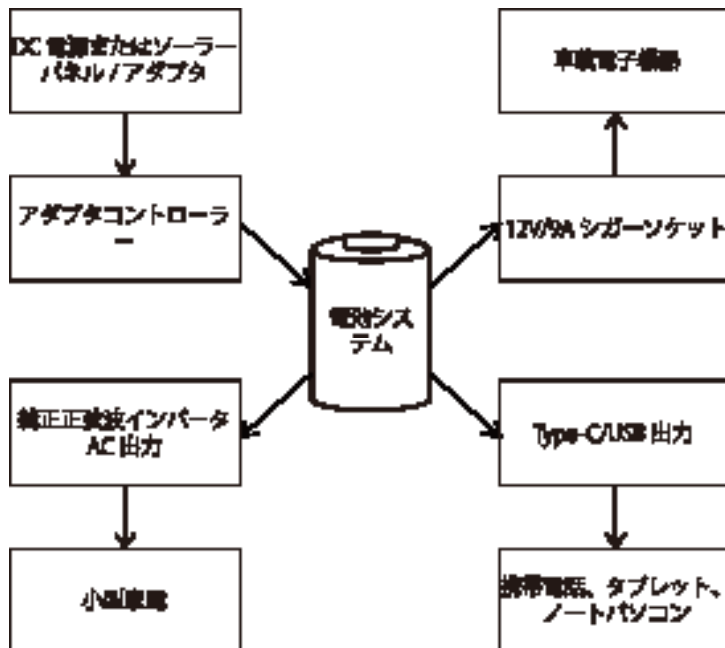 DC 電源またはソーラー
パネル / アダプタ
車載電子機器
アダプタコントローラ
ー
12V/9A シガーソケット
電池シス
テム
純正正弦波インバータ
AC 出力
Type-C/USB 出力
小型家電
携帯電話、タブレット、
ノートパソコン